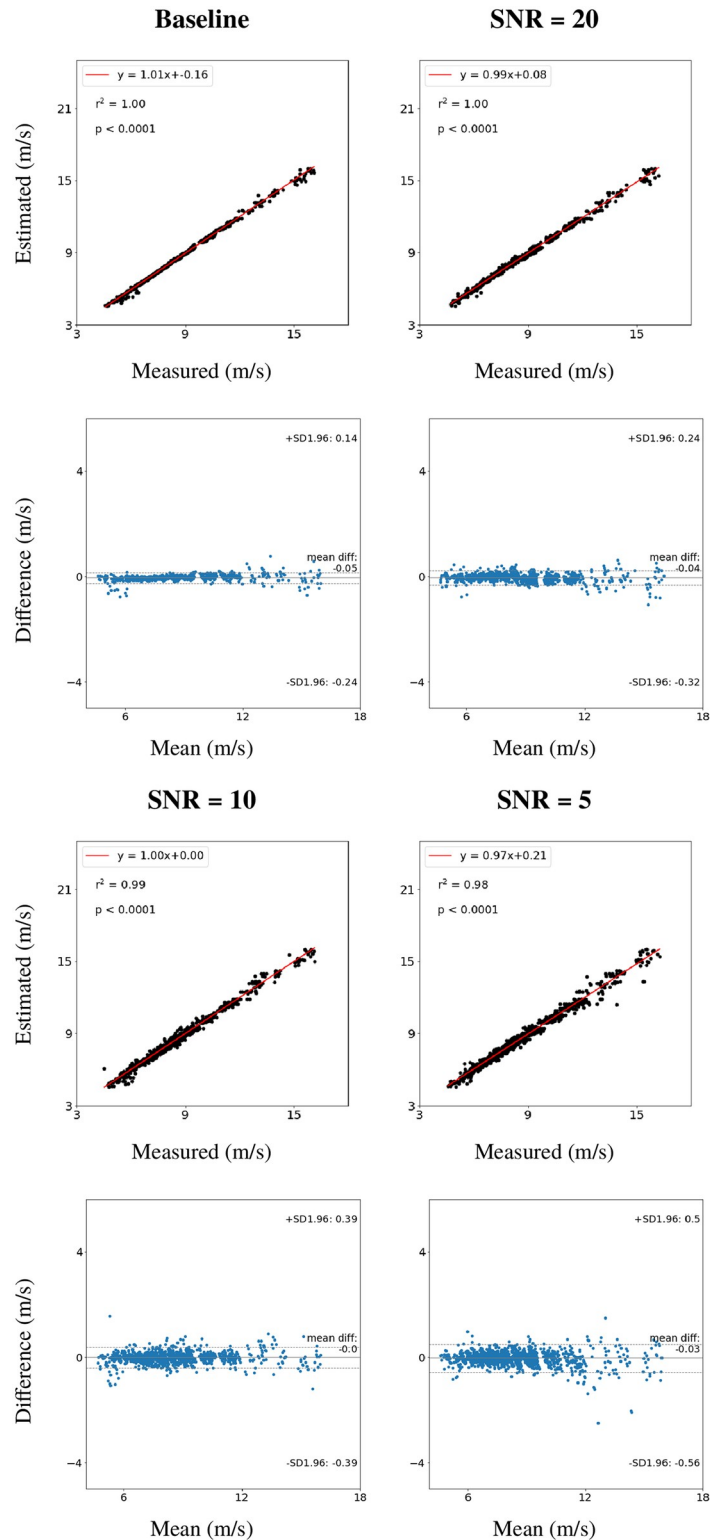 Baseline
SNR = 20
y = 1.01x+-0.16
r² = 1.00
p < 0.0001
21
15
9
3
3
9
15
Estimated (m/s)
Measured (m/s)
y = 0.99x+0.08
r² = 1.00
p < 0.0001
21
15
9
3
3
9
15
Measured (m/s)
+SD1.96: 0.14
mean diff:
-0.05
-SD1.96: -0.24
4
0
−4
6
12
18
Difference (m/s)
Mean (m/s)
+SD1.96: 0.24
mean diff:
-0.04
-SD1.96: -0.32
4
0
−4
6
12
18
Mean (m/s)
SNR = 10
SNR = 5
y = 1.00x+0.00
r² = 0.99
p < 0.0001
21
15
9
3
3
9
15
Estimated (m/s)
Measured (m/s)
y = 0.97x+0.21
r² = 0.98
p < 0.0001
21
15
9
3
3
9
15
Measured (m/s)
+SD1.96: 0.39
mean diff:
-0.0
-SD1.96: -0.39
4
0
−4
6
12
18
Difference (m/s)
Mean (m/s)
+SD1.96: 0.5
mean diff:
-0.03
-SD1.96: -0.56
4
0
−4
6
12
18
Mean (m/s)